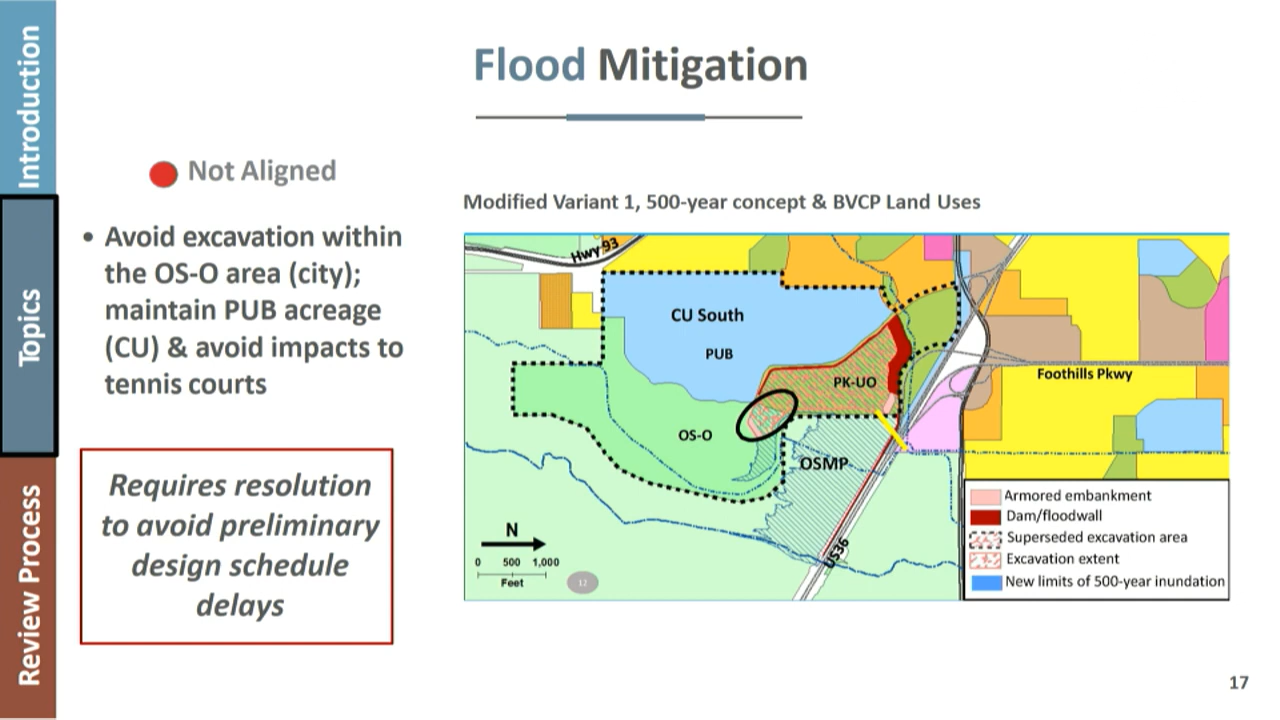 Introduction
Topics
Review Process
Flood Mitigation
Not Aligned
• Avoid excavation within
the OS-O area (city);
maintain PUB acreage
(CU) & avoid impacts to
tennis courts
Requires resolution
to avoid preliminary
design schedule
delays
Modified Variant 1, 500-year concept & BVCP Land Uses
Hwy 93
CU South
PUB
PK-UO
Foothills Pkwy
OS-O
OSMP
US36
N
0 500 1,000
Feet
17
Armored embankment
Dam/floodwall
Superseded excavation area
Excavation extent
New limits of 500-year inundation
17